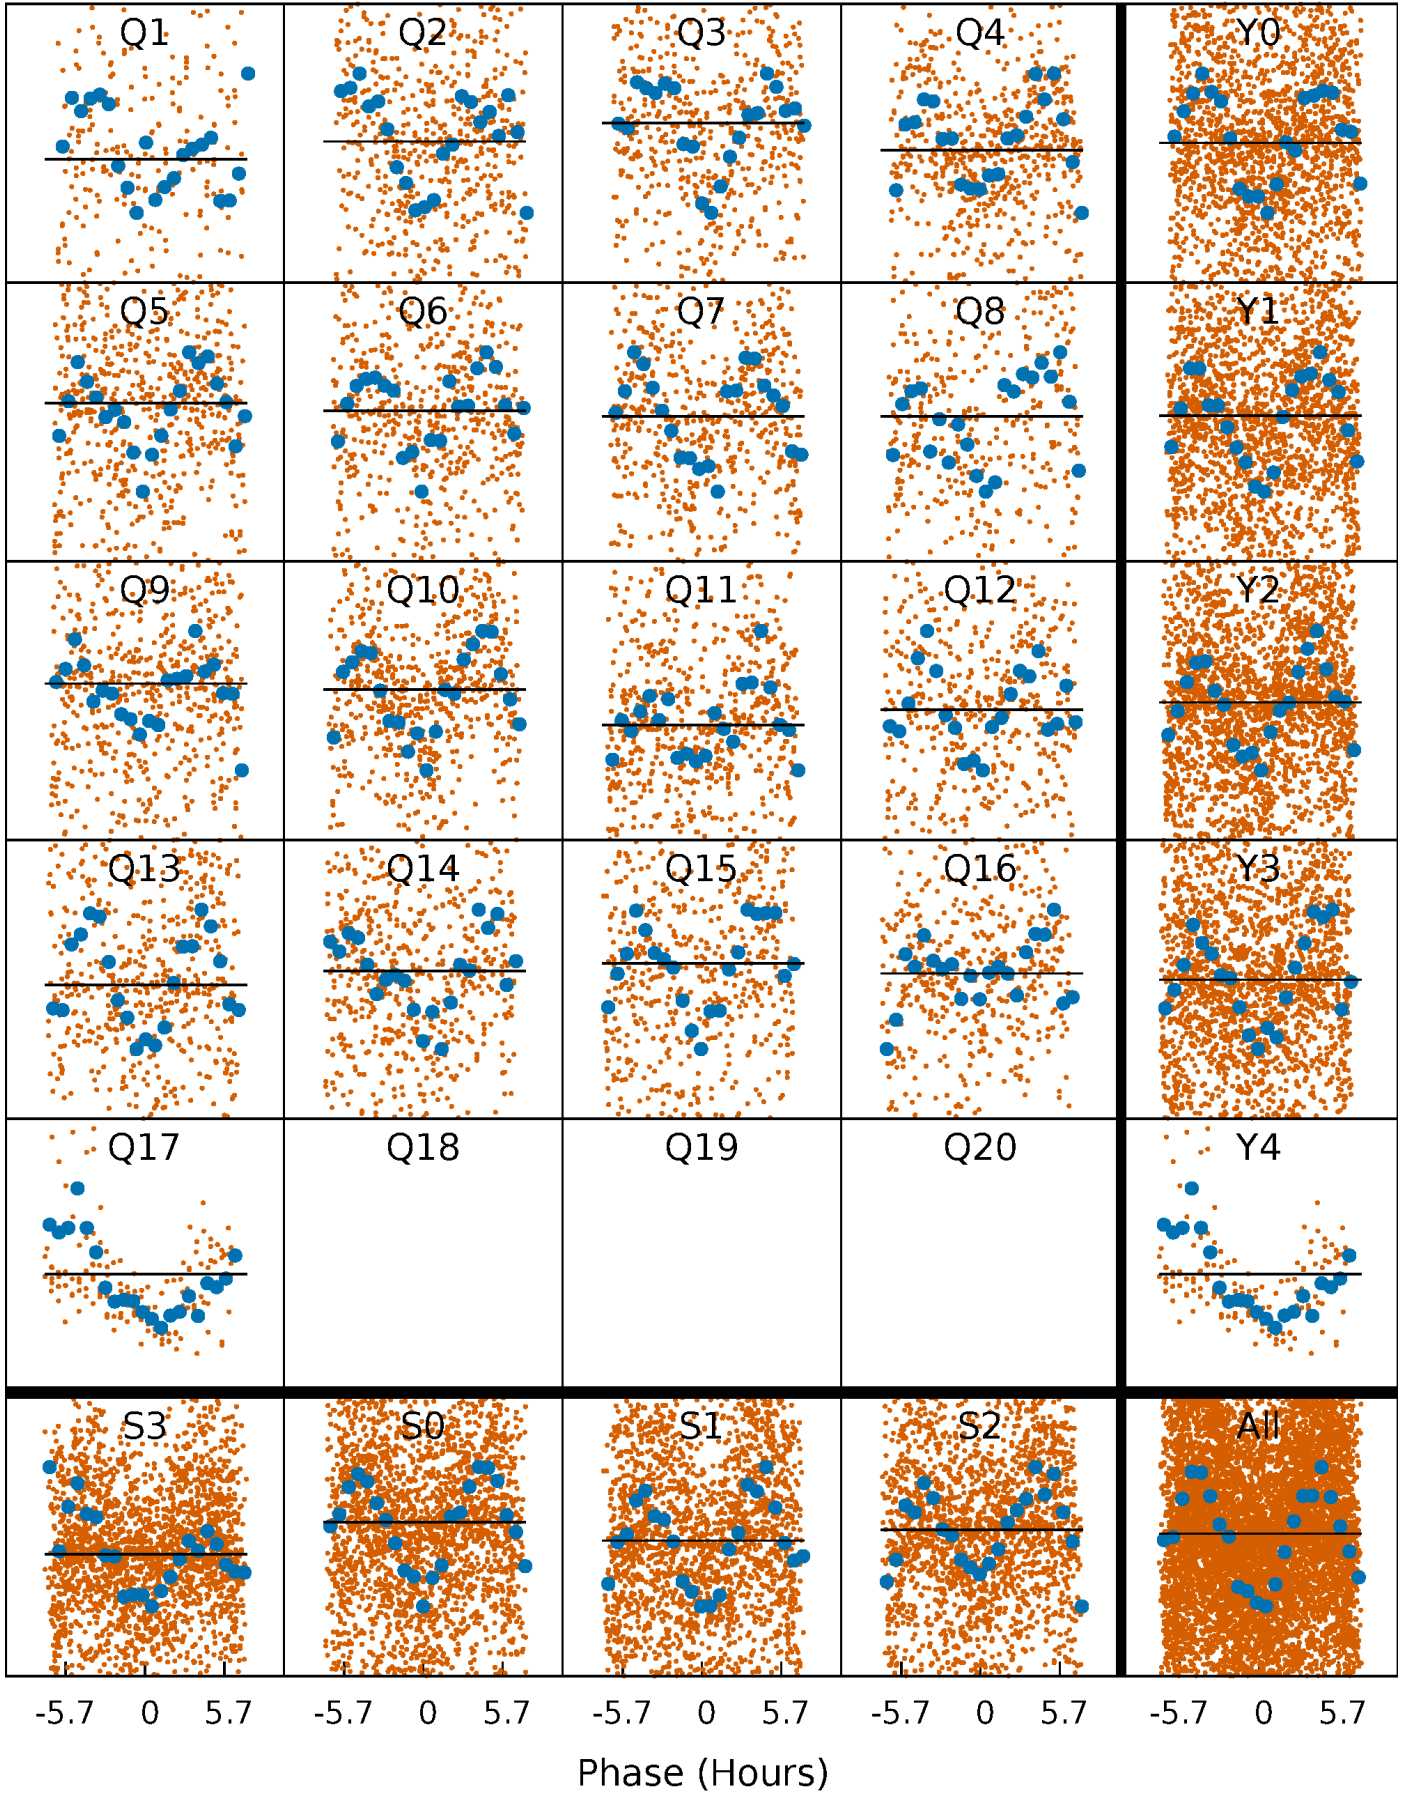 Q1 Q2 Q3 Q4 Y0
Q5 Q6 Q7 Q8 Y1
Q9 Q10 Q11 Q12 Y2
Q13 Q14 Q15 Q16 Y3
Q17 Q18 Q19 Q20 Y4
S3 S0 S1 S2 All
-5.7 0 5.7 -5.7 0 5.7 -5.7 0 5.7 -5.7 0 5.7 -5.7 0 5.7
Phase (Hours)